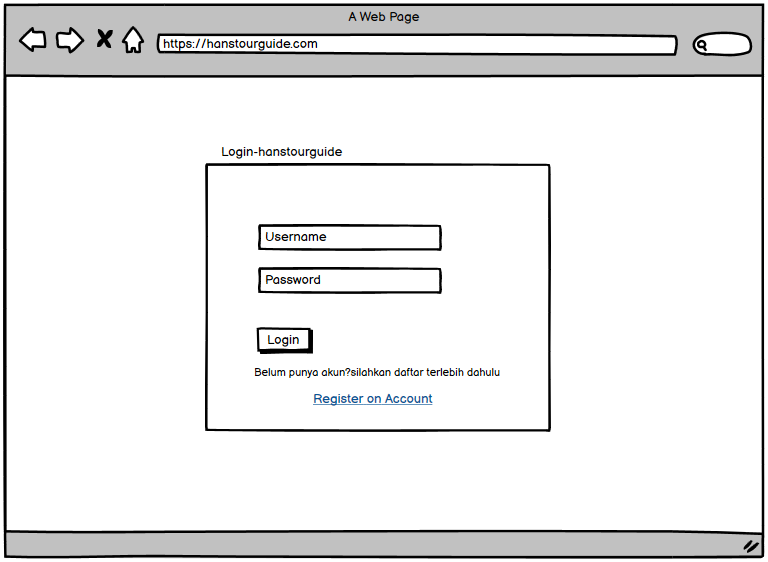 A Web Page
https://hanstourguide.com
Login-hanstourguide
Username
Password
Login
Belum punya akun?silahkan daftar terlebih dahulu
Register on Account